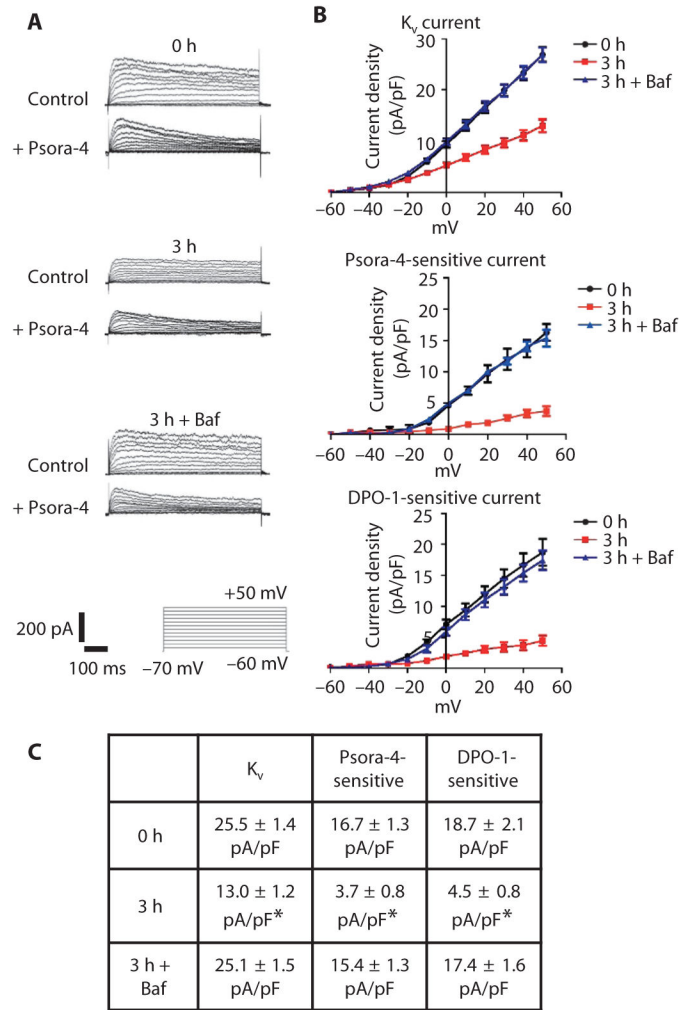 A
0 h
Control
+ Psora-4
3 h
Control
+ Psora-4
3 h + Baf
Control
+ Psora-4
200 pA
100 ms
+50 mV
−70 mV
−60 mV
B
Kv current
Current density
(pA/pF)
30
20
10
−60 −40 −20 0 20 40 60
mV
0 h
3 h
3 h + Baf
Psora-4-sensitive current
Current density
(pA/pF)
25
20
15
10
5
−60 −40 −20 0 20 40 60
mV
0 h
3 h
3 h + Baf
DPO-1-sensitive current
Current density
(pA/pF)
25
20
15
10
5
−60 −40 −20 0 20 40 60
mV
0 h
3 h
3 h + Baf
C
Kv
Psora-4-
sensitive
DPO-1-
sensitive
0 h
25.5 ± 1.4
pA/pF
16.7 ± 1.3
pA/pF
18.7 ± 2.1
pA/pF
3 h
13.0 ± 1.2
pA/pF*
3.7 ± 0.8
pA/pF*
4.5 ± 0.8
pA/pF*
3 h +
Baf
25.1 ± 1.5
pA/pF
15.4 ± 1.3
pA/pF
17.4 ± 1.6
pA/pF